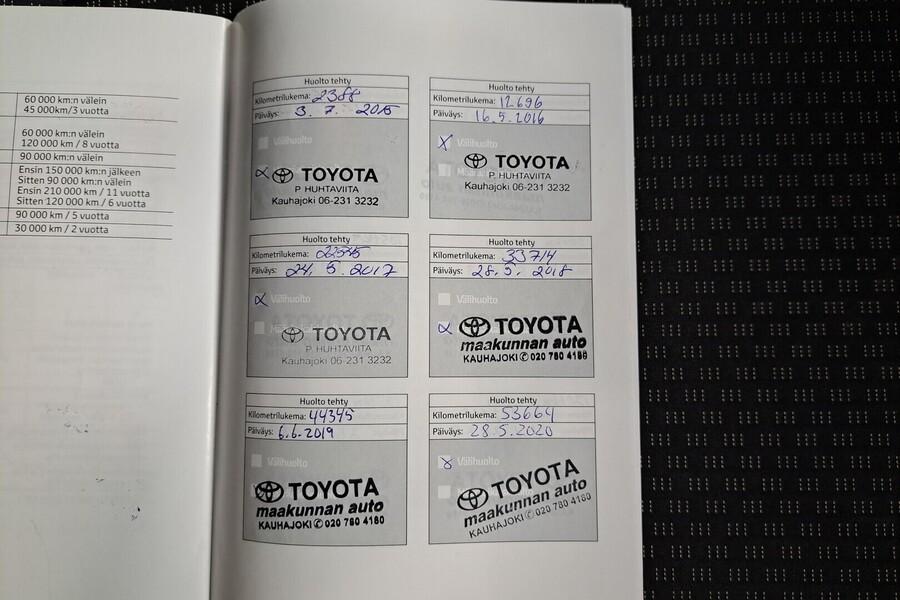 60 000 km:n välein
45 000km/3 vuotta
60 000 km:n välein
120 000 km / 8 vuotta
90 000 km:n välein
Ensin 150 000 km:n jälkeen
Sitten 90 000 km:n välein
Ensin 210 000 km / 11 vuotta
Sitten 120 000 km / 6 vuotta
90 000 km / 5 vuotta
30 000 km / 2 vuotta
Huolto tehty
Kilometrilukema: 2388
Päiväys: 3. 7. 2015
Välihuolto
TOYOTA
P. HUHTAVIITA
Kauhajoki 06-231 3232
Huolto tehty
Kilometrilukema: 12696
Päiväys: 16.5.2016
Välihuolto
TOYOTA
P. HUHTAVIITA
Kauhajoki 06-231 3232
Huolto tehty
Kilometrilukema:
Päiväys: 24. 5. 2017
Välihuolto
TOYOTA
P. HUHTAVIITA
Kauhajoki 06-231 3232
Huolto tehty
Kilometrilukema: 33714
Päiväys: 28.5. 2018
Välihuolto
TOYOTA
maakunnan auto
KAUHAJOKI ✆ 020 780 4180
Huolto tehty
Kilometrilukema: 44345
Päiväys: 6.6.2019
Välihuolto
TOYOTA
maakunnan auto
KAUHAJOKI ✆ 020 780 4180
Huolto tehty
Kilometrilukema: 53664
Päiväys: 28.5.2020
Välihuolto
TOYOTA
maakunnan auto
KAUHAJOKI ✆ 020 780 4180